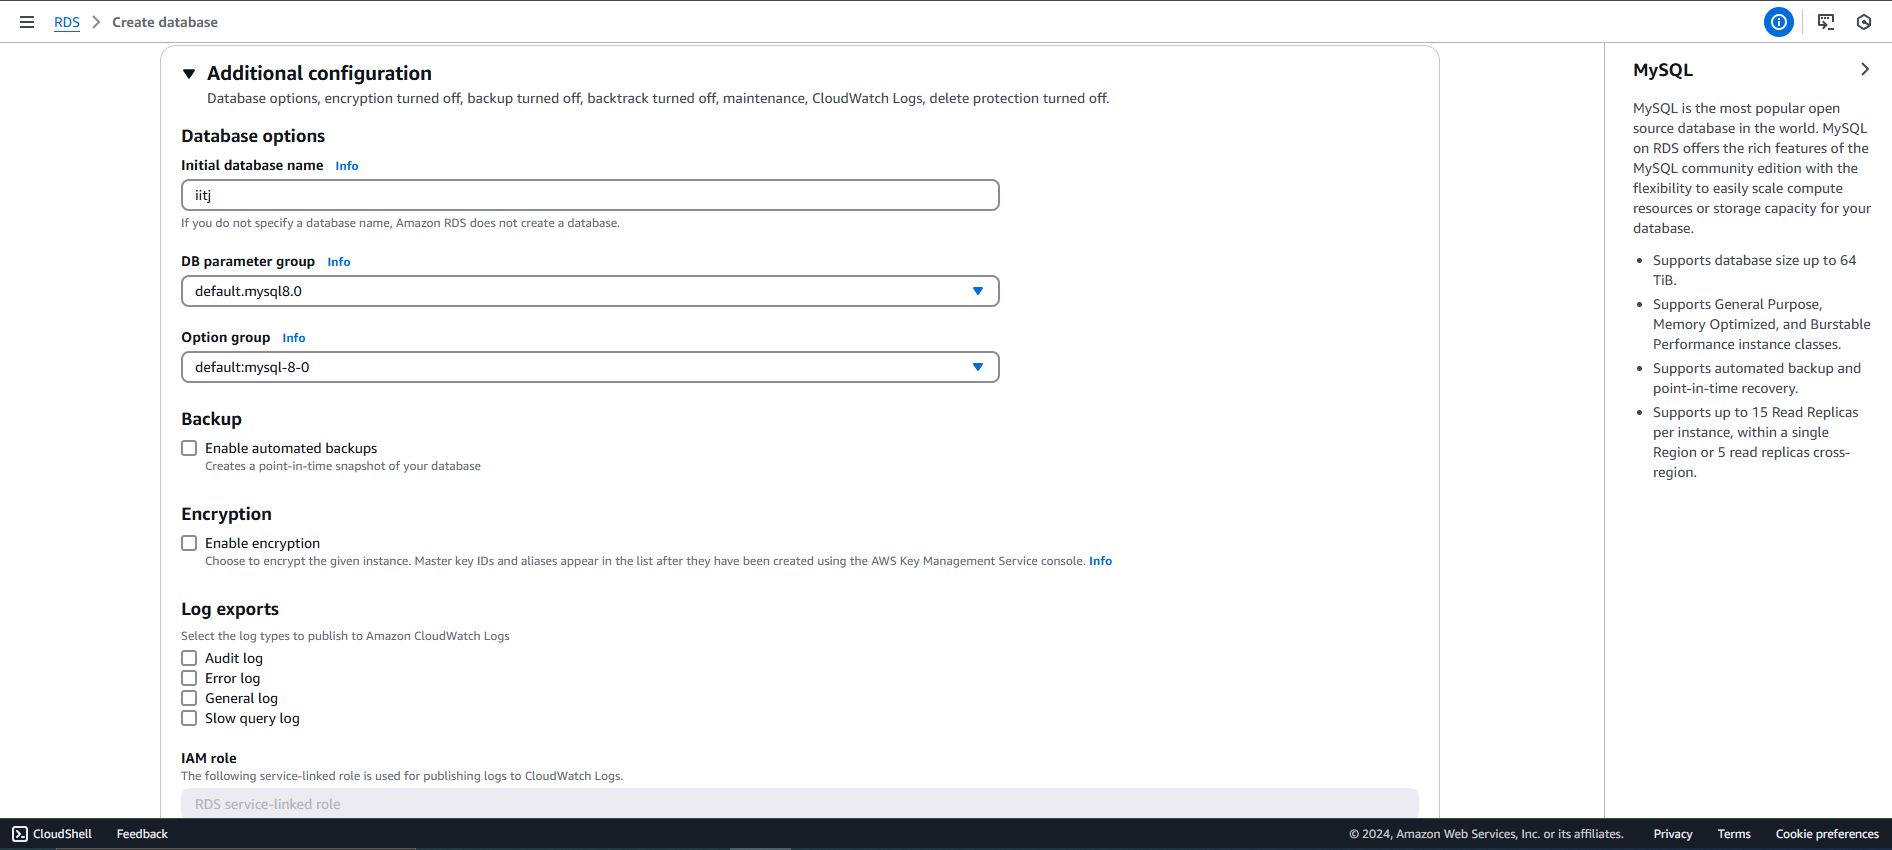 RDS > Create database
Additional configuration
Database options, encryption turned off, backup turned off, backtrack turned off, maintenance, CloudWatch Logs, delete protection turned off.
Database options
Initial database name Info
iitj
If you do not specify a database name, Amazon RDS does not create a database.
DB parameter group Info
default.mysql8.0
Option group Info
default:mysql-8-0
Backup
Enable automated backups
Creates a point-in-time snapshot of your database
Encryption
Enable encryption
Choose to encrypt the given instance. Master key IDs and aliases appear in the list after they have been created using the AWS Key Management Service console. Info
Log exports
Select the log types to publish to Amazon CloudWatch Logs
Audit log
Error log
General log
Slow query log
IAM role
The following service-linked role is used for publishing logs to CloudWatch Logs.
RDS service-linked role
MySQL
MySQL is the most popular open
source database in the world. MySQL
on RDS offers the rich features of the
MySQL community edition with the
flexibility to easily scale compute
resources or storage capacity for your
database.
• Supports database size up to 64
TiB.
• Supports General Purpose,
Memory Optimized, and Burstable
Performance instance classes.
• Supports automated backup and
point-in-time recovery.
• Supports up to 15 Read Replicas
per instance, within a single
Region or 5 read replicas cross-
region.
CloudShell Feedback © 2024, Amazon Web Services, Inc. or its affiliates. Privacy Terms Cookie preferences